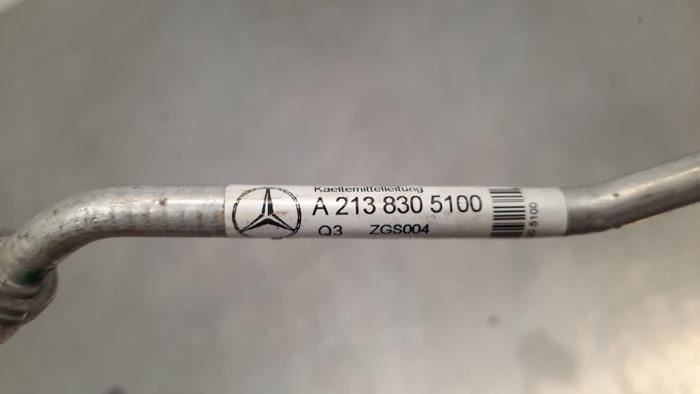 Kaeltemittelleitung
A 213 830 5100
Q3 ZGS004
5100